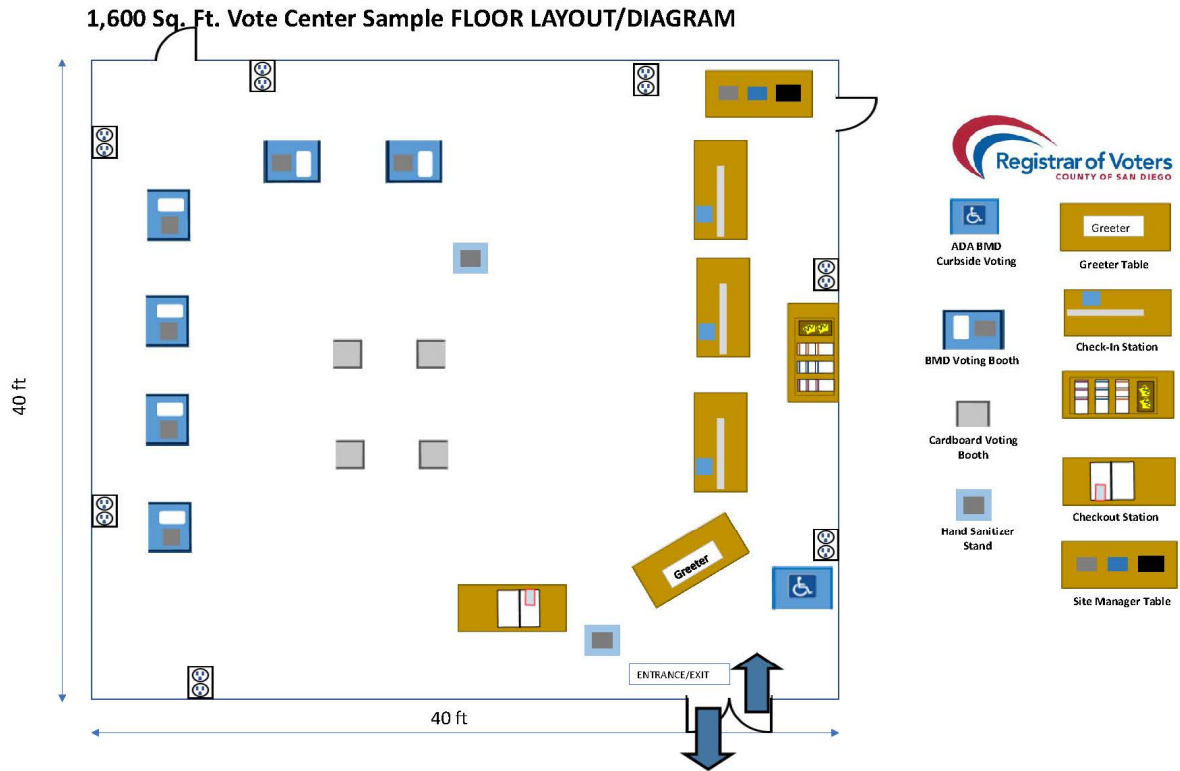 1,600 Sq. Ft. Vote Center Sample FLOOR LAYOUT/DIAGRAM
Registrar of Voters
COUNTY OF SAN DIEGO
ADA BMD
Curbside Voting
Greeter
Greeter Table
BMD Voting Booth
Check-In Station
Cardboard Voting
Booth
Checkout Station
Hand Sanitizer
Stand
Site Manager Table
40 ft
Greeter
ENTRANCE/EXIT
40 ft